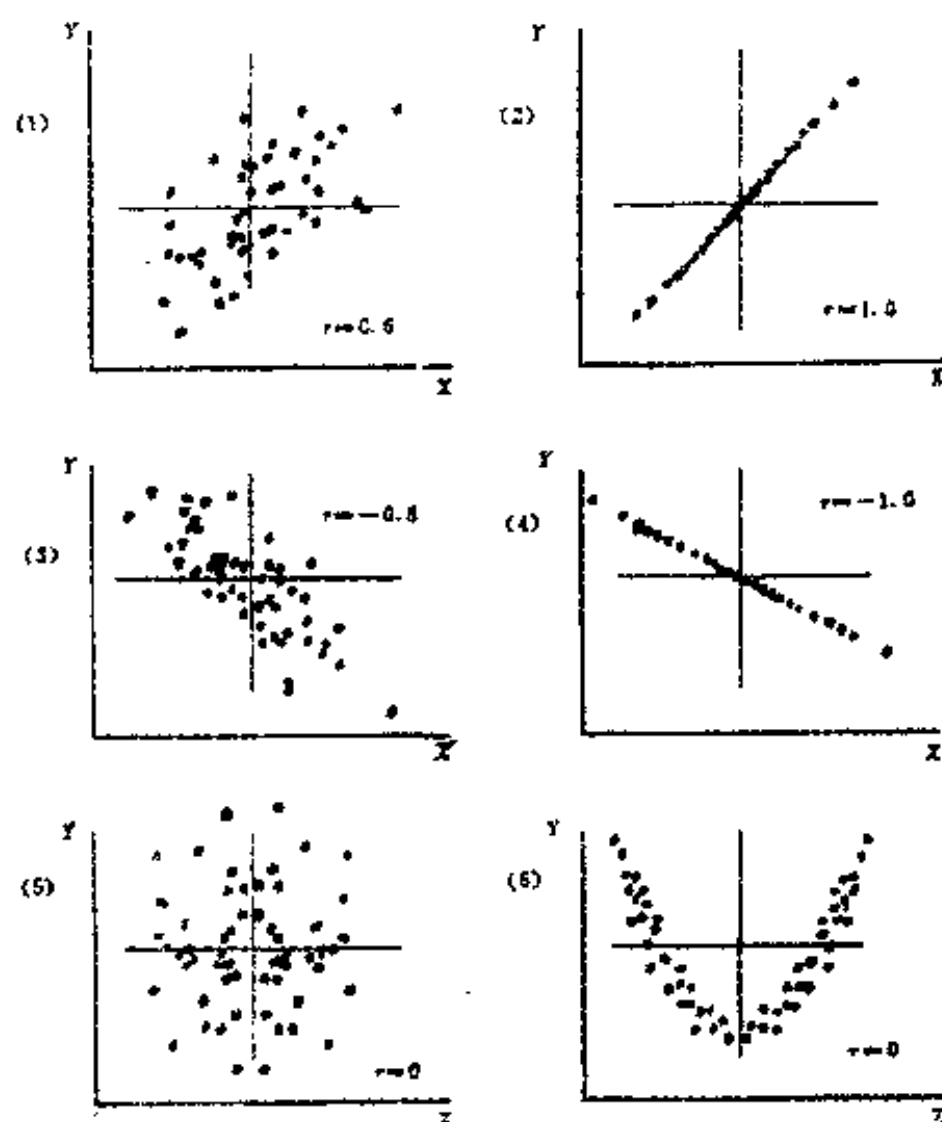 Y
(1)
r=0.6
X
Y
(2)
r=1.0
X
Y
(3)
r=-0.8
X
Y
(4)
r=-1.0
X
Y
(5)
r=0
X
Y
(6)
r=0
X